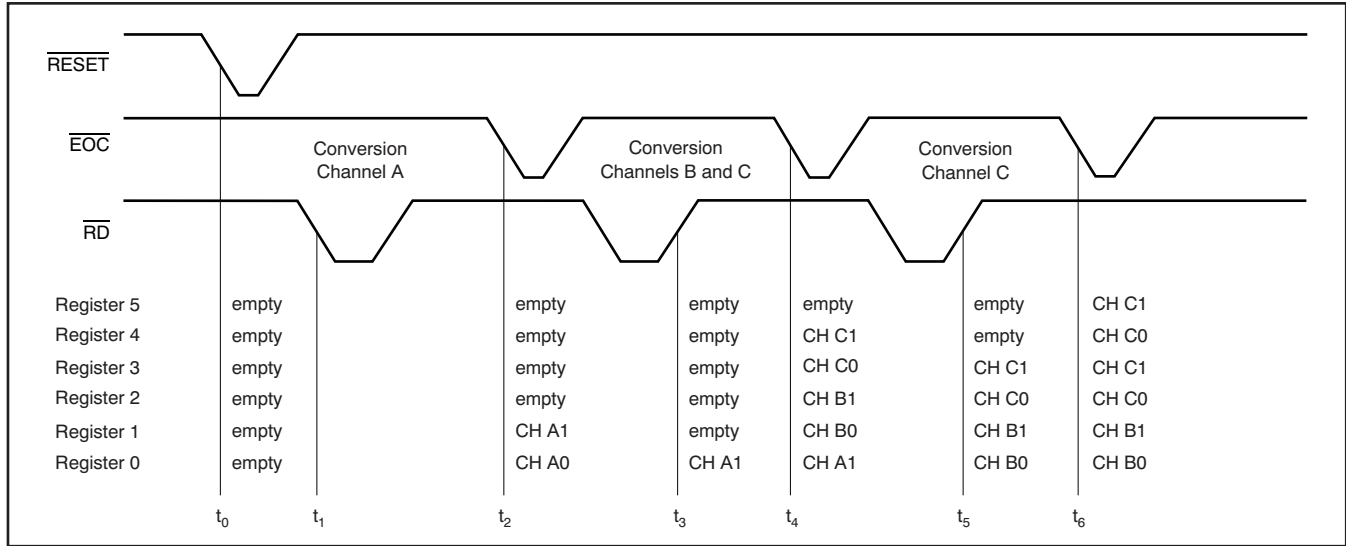 RESET
EOC
Conversion
Channel A
Conversion
Channels B and C
Conversion
Channel C
RD
Register 5 empty empty empty empty empty CH C1
Register 4 empty empty empty CH C1 empty CH C0
Register 3 empty empty empty CH C0 CH C1 CH C1
Register 2 empty empty empty CH B1 CH C0 CH C0
Register 1 empty CH A1 empty CH B0 CH B1 CH B1
Register 0 empty CH A0 CH A1 CH A1 CH B0 CH B0
t0 t1 t2 t3 t4 t5 t6